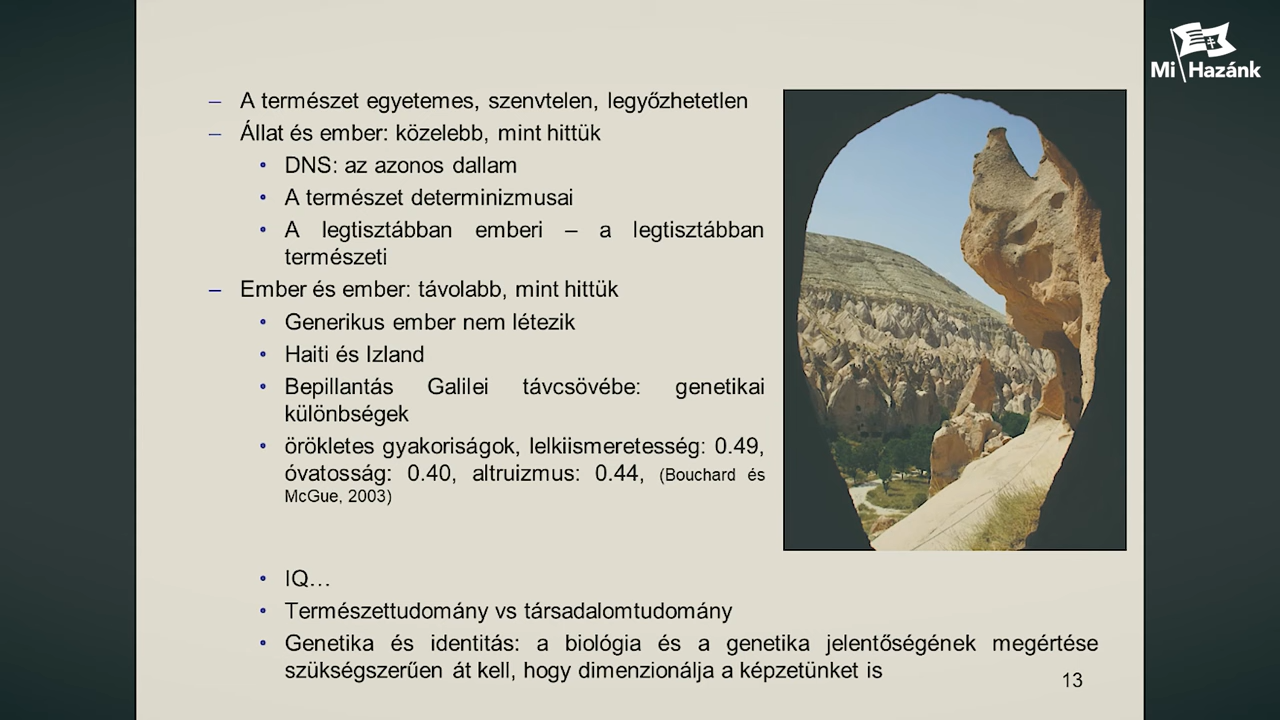 Mi Hazánk
– A természet egyetemes, szenvtelen, legyőzhetetlen
– Állat és ember: közelebb, mint hittük
• DNS: az azonos dallam
• A természet determinizmusai
• A legtisztábban emberi – a legtisztábban
természeti
– Ember és ember: távolabb, mint hittük
• Generikus ember nem létezik
• Haiti és Izland
• Bepillantás Galilei távcsövébe: genetikai
különbségek
• örökletes gyakoriságok, lelkiismeretesség: 0.49,
óvatosság: 0.40, altruizmus: 0.44, (Bouchard és
McGue, 2003)
• IQ…
• Természettudomány vs társadalomtudomány
• Genetika és identitás: a biológia és a genetika jelentőségének megértése
szükségszerűen át kell, hogy dimenzionálja a képzetünket is
13